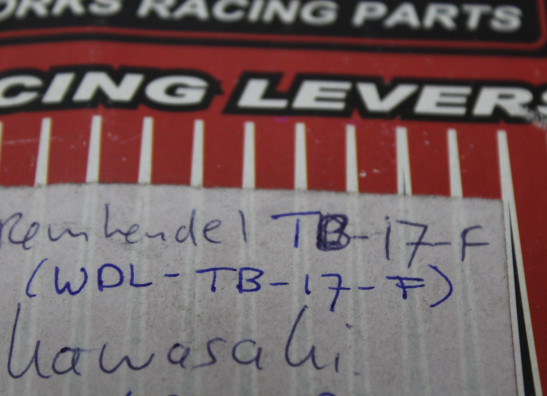 ORKS RACING PARTS
CING LEVERS
Remhendel TB-17-F
(WDL-TB-17-F)
Kawasaki